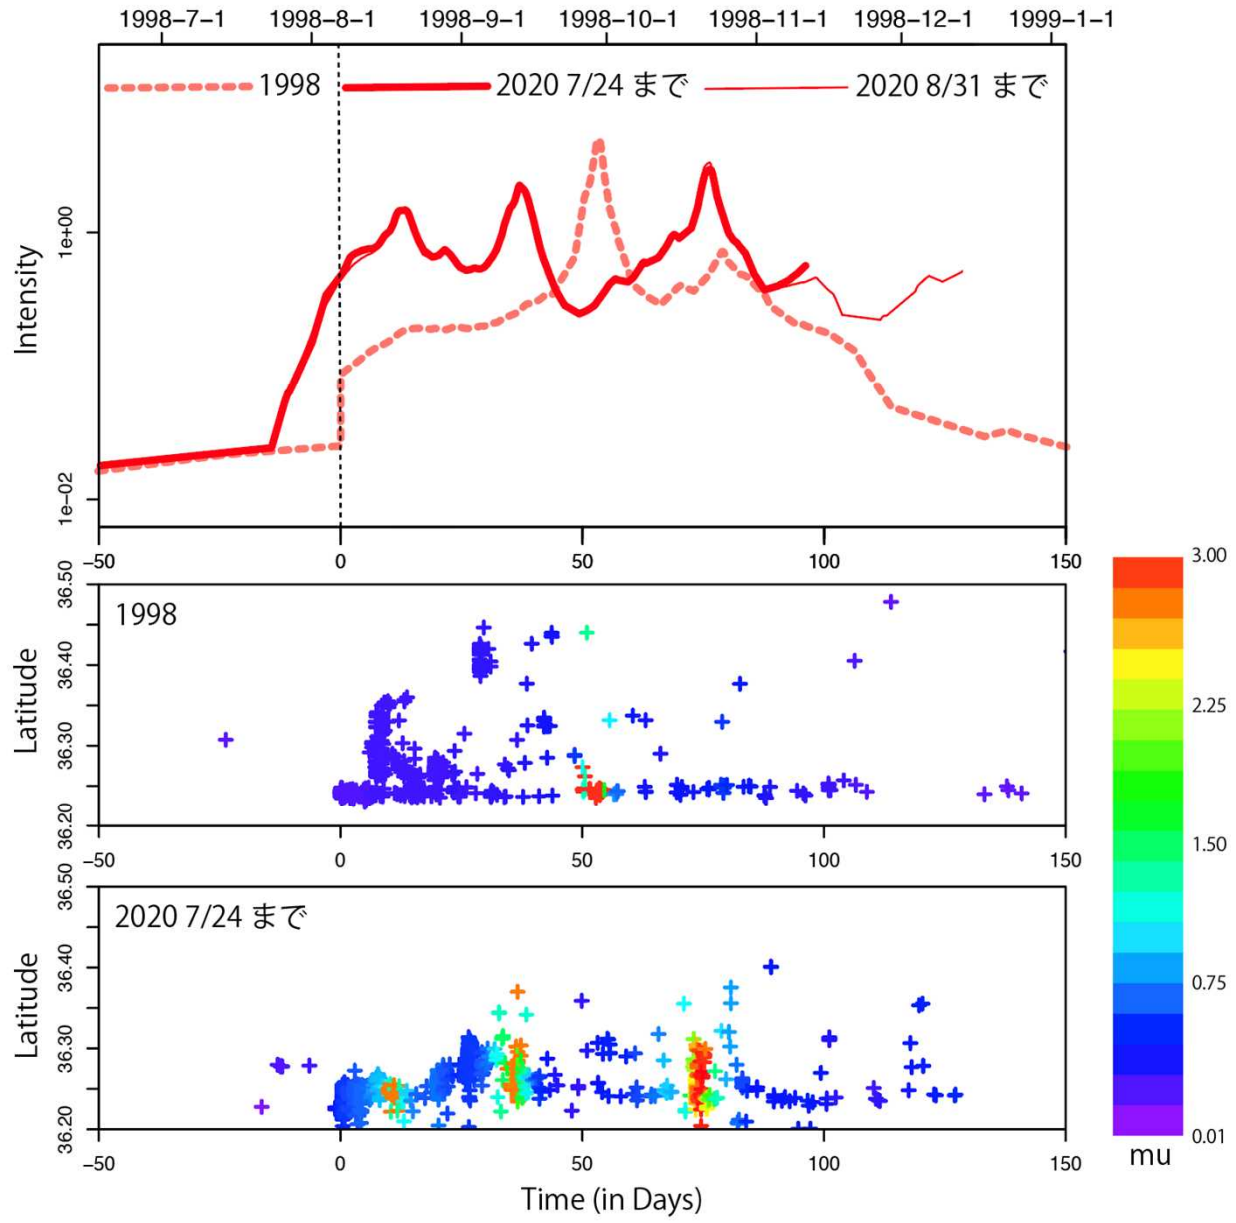 1998-7-1 1998-8-1 1998-9-1 1998-10-1 1998-11-1 1998-12-1 1999-1-1
1998 2020 7/24 まで 2020 8/31 まで
Intensity
1e+00
1e-02
-50 0 50 100 150
1998
Latitude
36.50
36.40
36.30
36.20
-50 0 50 100 150
2020 7/24 まで
Latitude
36.50
36.40
36.30
36.20
-50 0 50 100 150
Time (in Days)
3.00
2.25
1.50
0.75
0.01
mu